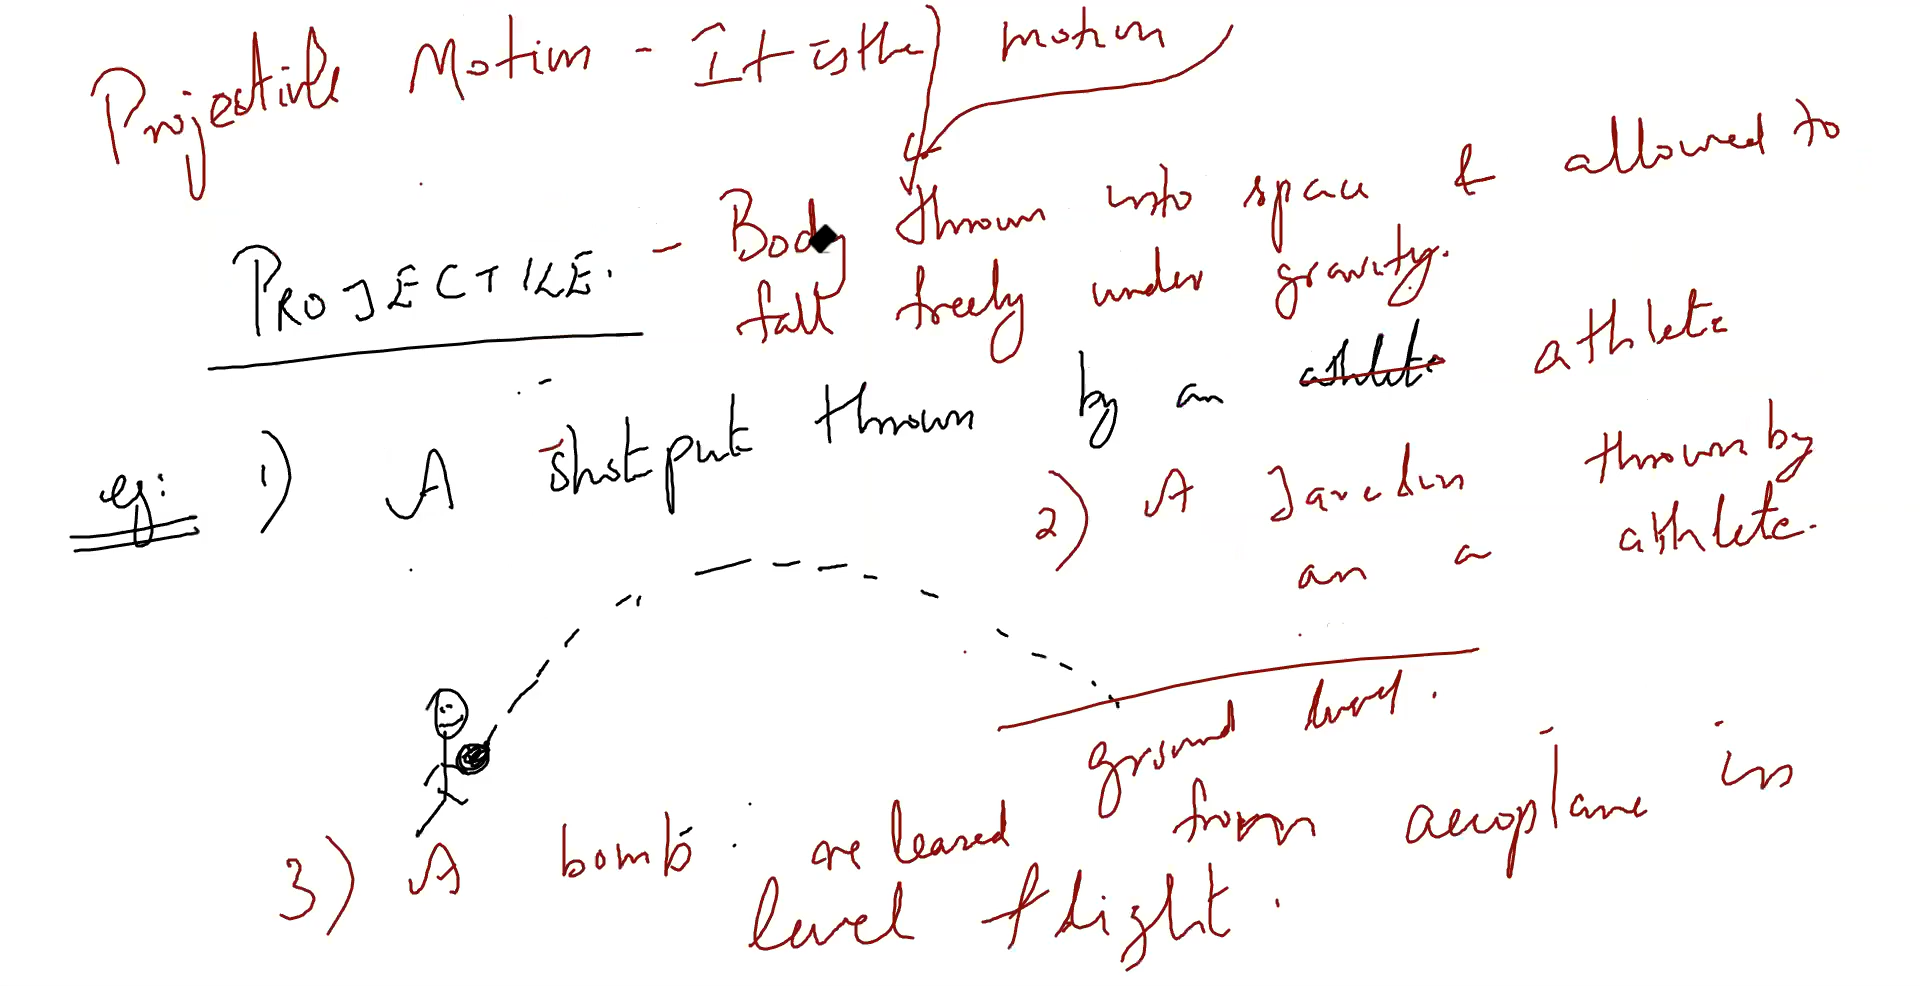 Projectile Motion - It is the motion
PROJECTILE. - Body thrown into space & allowed to
fall freely under gravity.
eg: 1) A shotput thrown by an athlete athlete
2) A Javelin thrown by
an a athlete.
ground level.
3) A bomb released from aeroplane in
level flight.